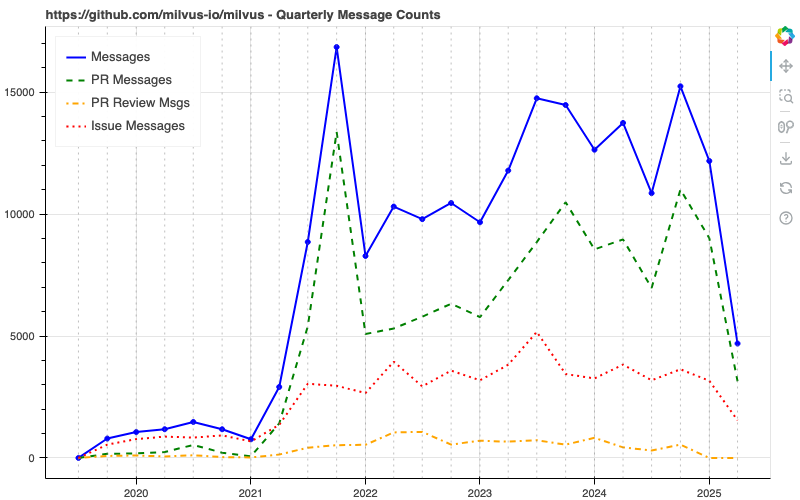 https://github.com/milvus-io/milvus - Quarterly Message Counts
Messages
PR Messages
PR Review Msgs
Issue Messages
15000
10000
5000
0
2020 2021 2022 2023 2024 2025